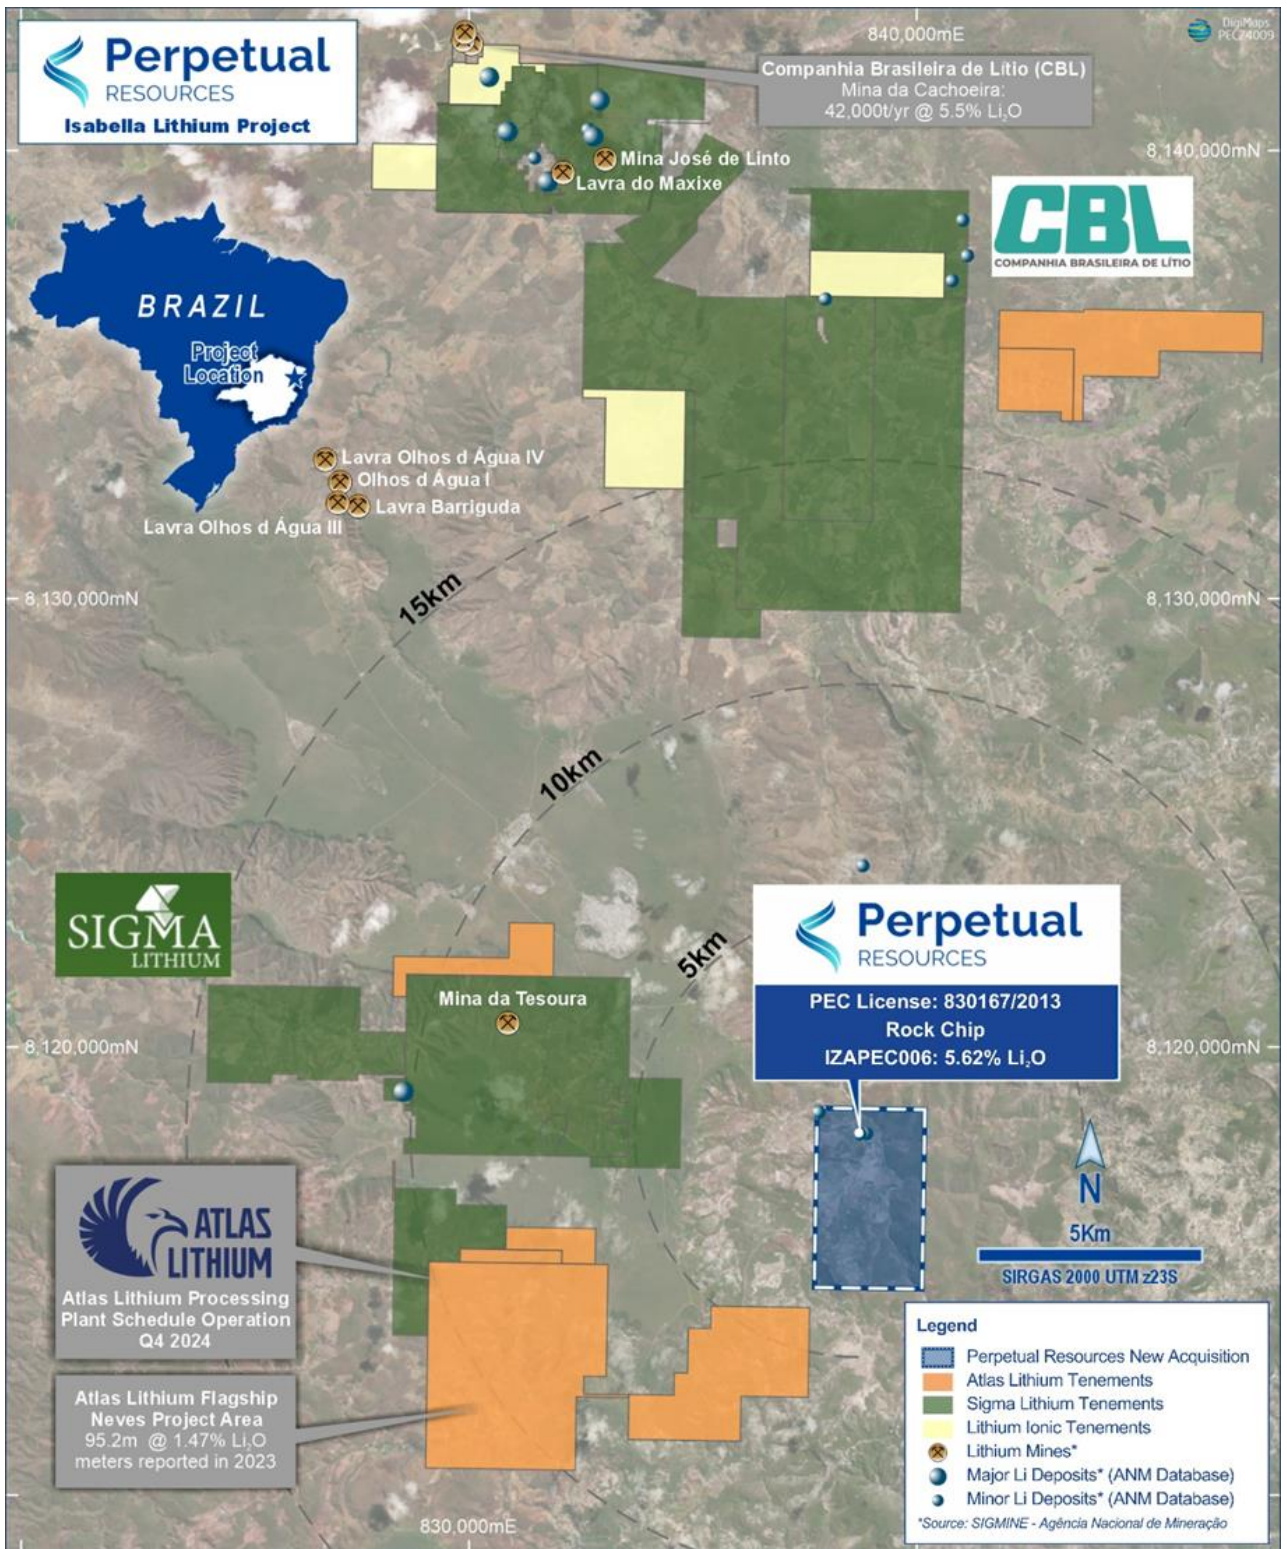 Perpetual
RESOURCES
Isabella Lithium Project
840,000mE
DigiMaps
PEC24009
Companhia Brasileira de Lítio (CBL)
Mina da Cachoeira:
42,000t/yr @ 5.5% Li₂O
8,140,000mN
Mina José de Linto
Lavra do Maxixe
CBL
COMPANHIA BRASILEIRA DE LÍTIO
BRAZIL
Project
Location
Lavra Olhos d Água IV
Olhos d Água I
Lavra Barriguda
Lavra Olhos d Água III
15km
8,130,000mN
8,130,000mN
10km
SIGMA
LITHIUM
5km
Perpetual
RESOURCES
PEC License: 830167/2013
Rock Chip
IZAPEC006: 5.62% Li₂O
Mina da Tesoura
8,120,000mN
8,120,000mN
ATLAS
LITHIUM
Atlas Lithium Processing
Plant Schedule Operation
Q4 2024
N
5Km
SIRGAS 2000 UTM z23S
Atlas Lithium Flagship
Neves Project Area
95.2m @ 1.47% Li₂O
meters reported in 2023
830,000mE
Legend
Perpetual Resources New Acquisition
Atlas Lithium Tenements
Sigma Lithium Tenements
Lithium Ionic Tenements
Lithium Mines*
Major Li Deposits* (ANM Database)
Minor Li Deposits* (ANM Database)
*Source: SIGMINE - Agência Nacional de Mineração